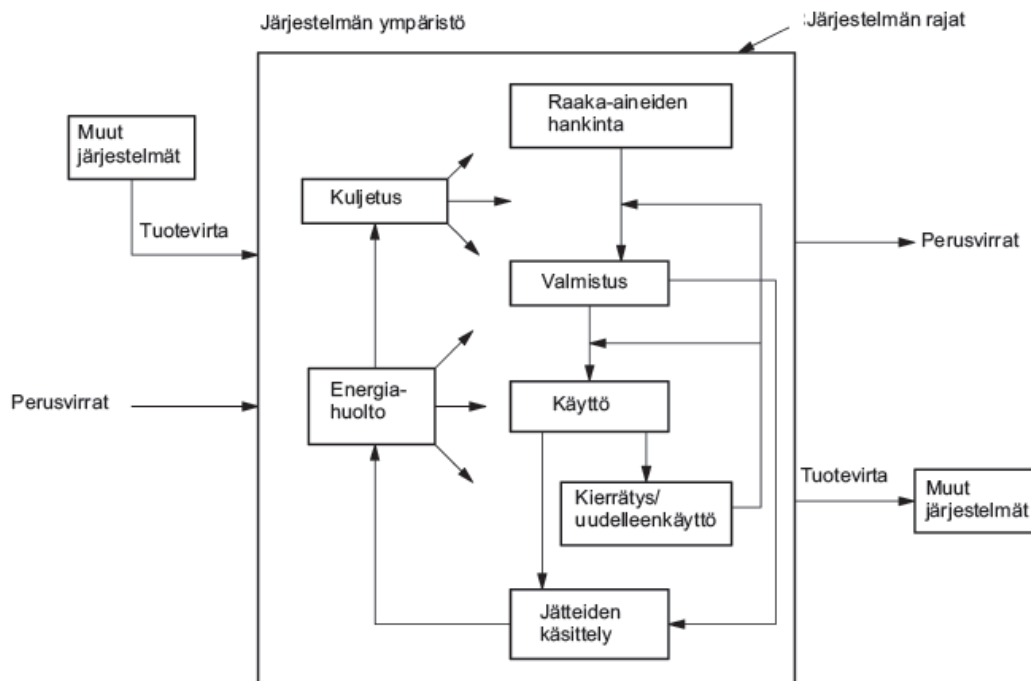 Järjestelmän ympäristö
:Järjestelmän rajat
Raaka-aineiden
hankinta
Muut
järjestelmät
Kuljetus
Tuotevirta
Perusvirrat
Valmistus
Perusvirrat
Energia-
huolto
Käyttö
Tuotevirta
Kierrätys/
uudelleenkäyttö
Muut
järjestelmät
Jätteiden
käsittely